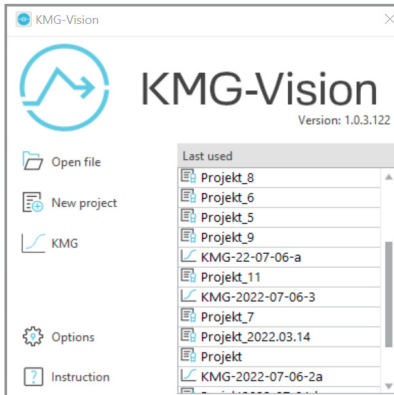 KMG-Vision
KMG-Vision
Version: 1.0.3.122
Open file
New project
KMG
Options
Instruction
Last used
Projekt_8
Projekt_6
Projekt_5
Projekt_9
KMG-22-07-06-a
Projekt_11
KMG-2022-07-06-3
Projekt_7
Projekt_2022.03.14
Projekt
KMG-2022-07-06-2a